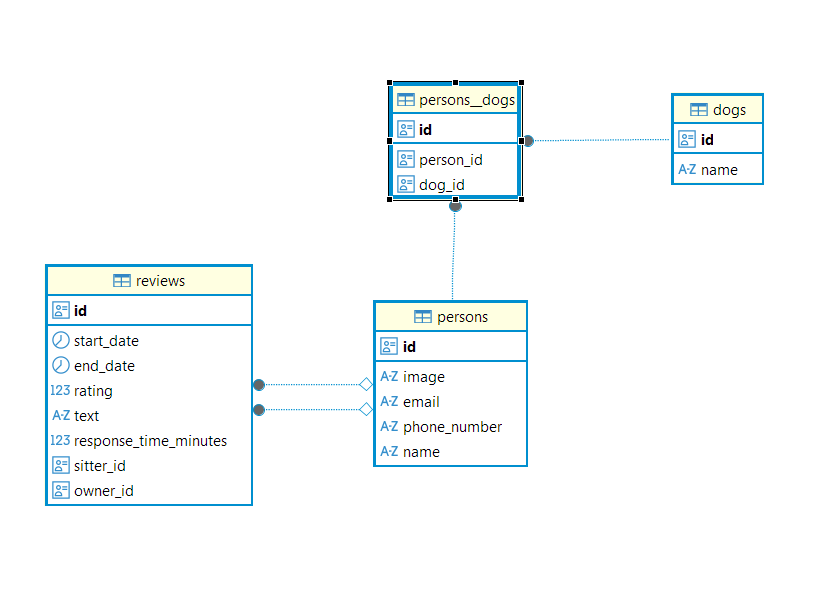 persons__dogs
id
person_id
dog_id
dogs
id
A-Z name
reviews
id
start_date
end_date
123 rating
A-Z text
123 response_time_minutes
sitter_id
owner_id
persons
id
A-Z image
A-Z email
A-Z phone_number
A-Z name